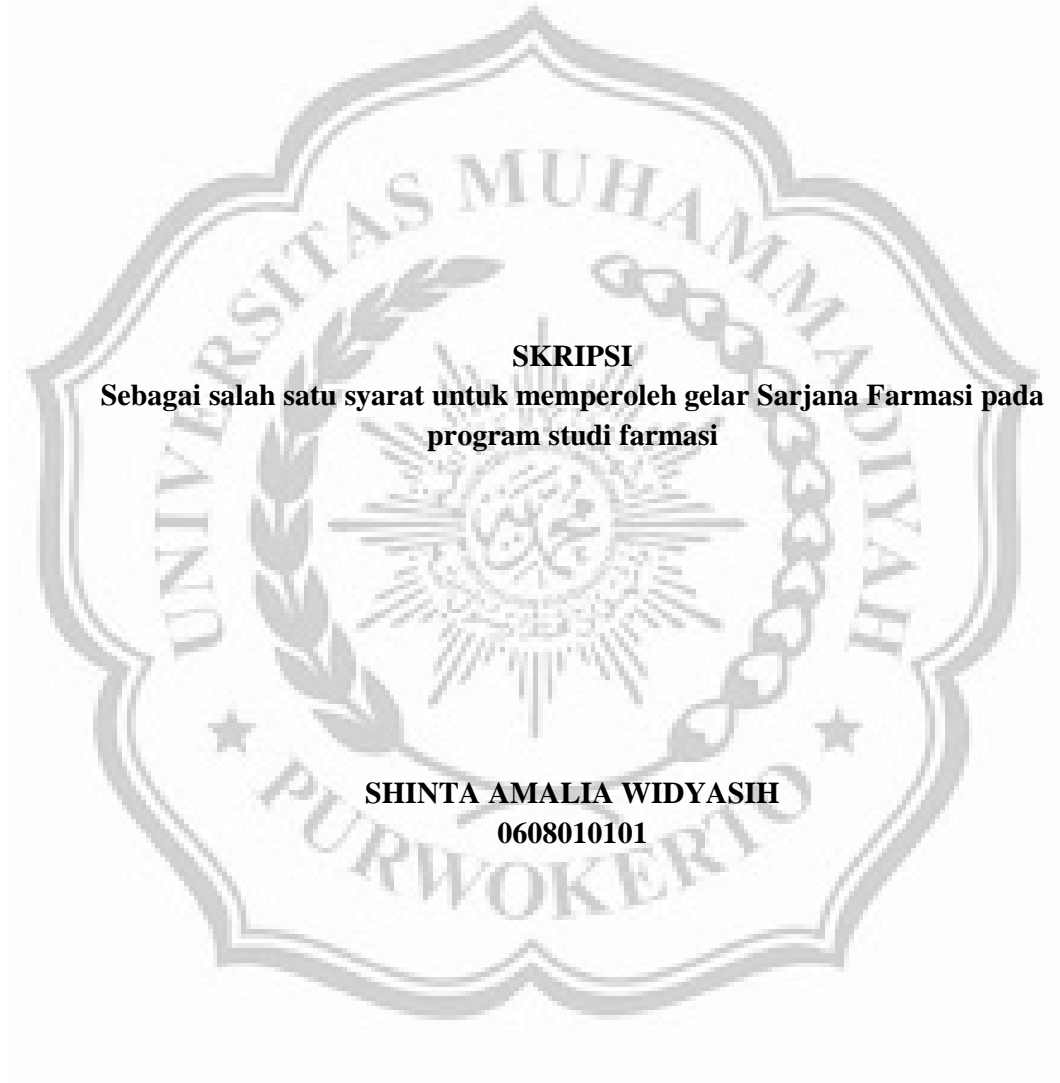 UNIVERSITAS MUHAMMADIYAH
SKRIPSI
Sebagai salah satu syarat untuk memperoleh gelar Sarjana Farmasi pada
program studi farmasi
محمد
SHINTA AMALIA WIDYASIH
0608010101
PURWOKERTO